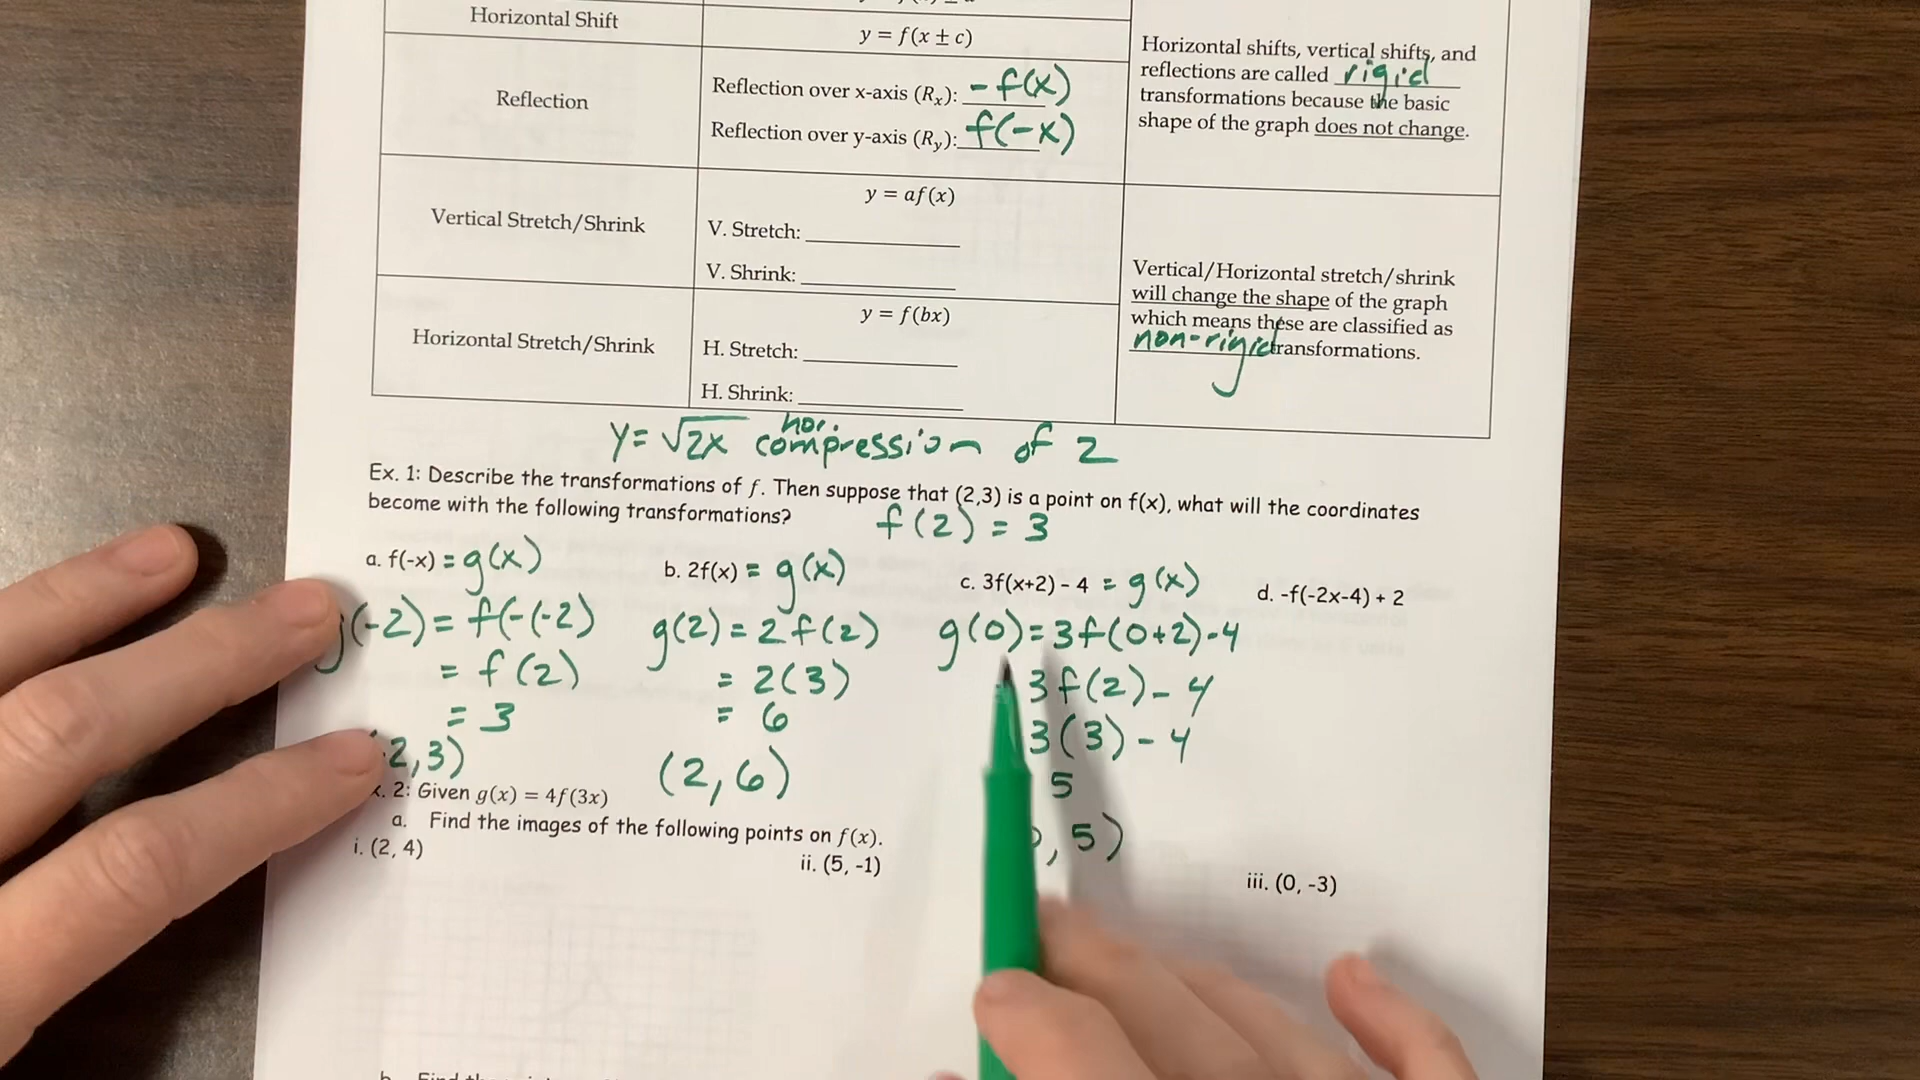 Horizontal Shift
y = f(x ± c)
Horizontal shifts, vertical shifts, and
reflections are called rigid
transformations because the basic
shape of the graph does not change.
Reflection
Reflection over x-axis (Rx): -f(x)
Reflection over y-axis (Ry): f(-x)
Vertical Stretch/Shrink
y = af(x)
V. Stretch:
V. Shrink:
Vertical/Horizontal stretch/shrink
will change the shape of the graph
which means these are classified as
non-rigid transformations.
Horizontal Stretch/Shrink
y = f(bx)
H. Stretch:
H. Shrink:
y = √2x hor. compression of 2
Ex. 1: Describe the transformations of f. Then suppose that (2,3) is a point on f(x), what will the coordinates
become with the following transformations?
f(2) = 3
a. f(-x) = g(x)
(-2) = f(-(-2)
= f(2)
= 3
2,3)
b. 2f(x) = g(x)
g(2) = 2f(2)
= 2(3)
= 6
(2,6)
c. 3f(x+2) - 4 = g(x)
g(0) = 3f(0+2)-4
3f(2) - 4
3(3) - 4
5
, 5)
d. -f(-2x-4) + 2
. 2: Given g(x) = 4f(3x)
a. Find the images of the following points on f(x).
i. (2, 4)
ii. (5, -1)
iii. (0, -3)